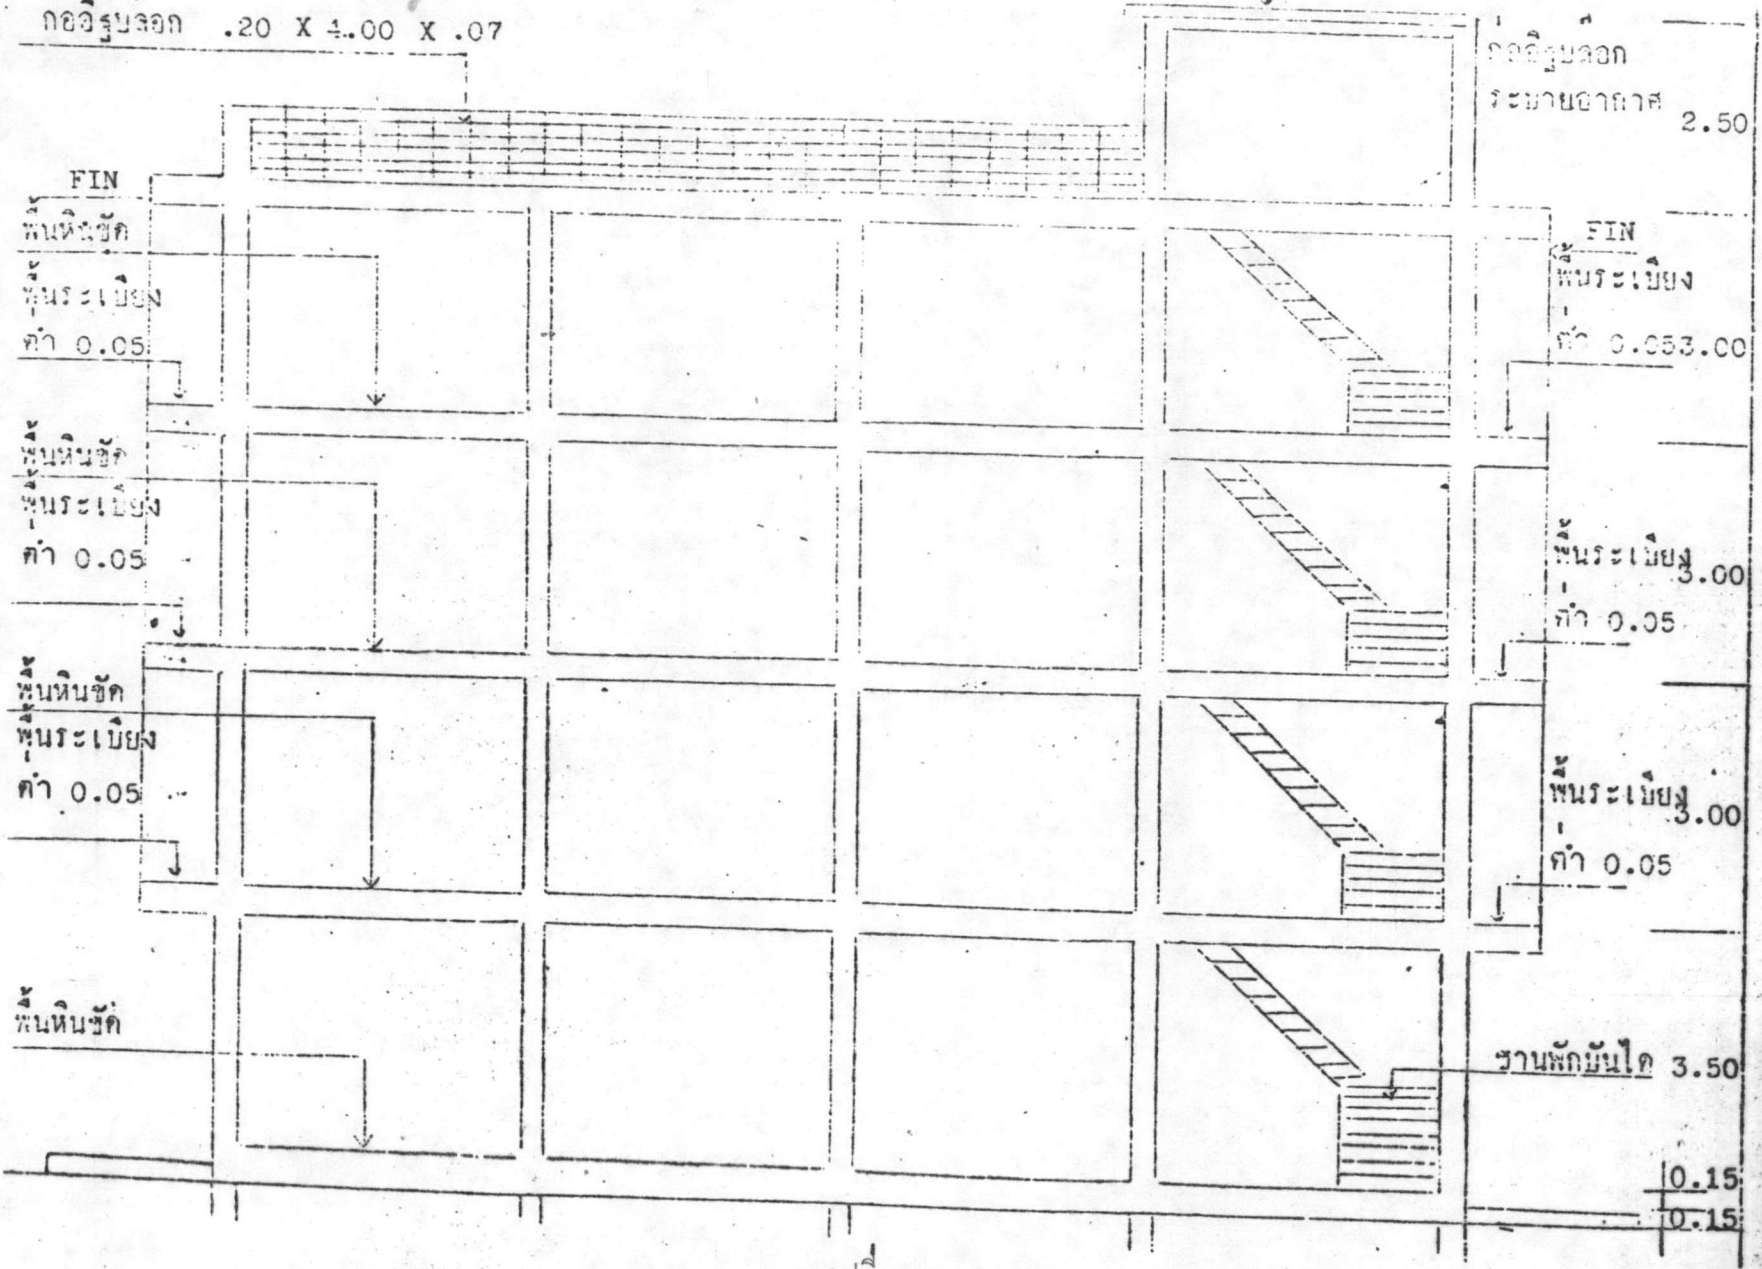 กออิฐบลอก .20 X 4.00 X .07
กออิฐบลอก
ระบายอากาศ
2.50
FIN
พื้นหินขัด
พื้นระเบียง
ต่ำ 0.05
FIN
พื้นระเบียง
ต่ำ 0.05
3.00
พื้นหินขัด
พื้นระเบียง
ต่ำ 0.05
พื้นระเบียง
3.00
ต่ำ 0.05
พื้นหินขัด
พื้นระเบียง
ต่ำ 0.05
พื้นระเบียง
3.00
ต่ำ 0.05
พื้นหินขัด
ชานพักบันได 3.50
0.15
0.15